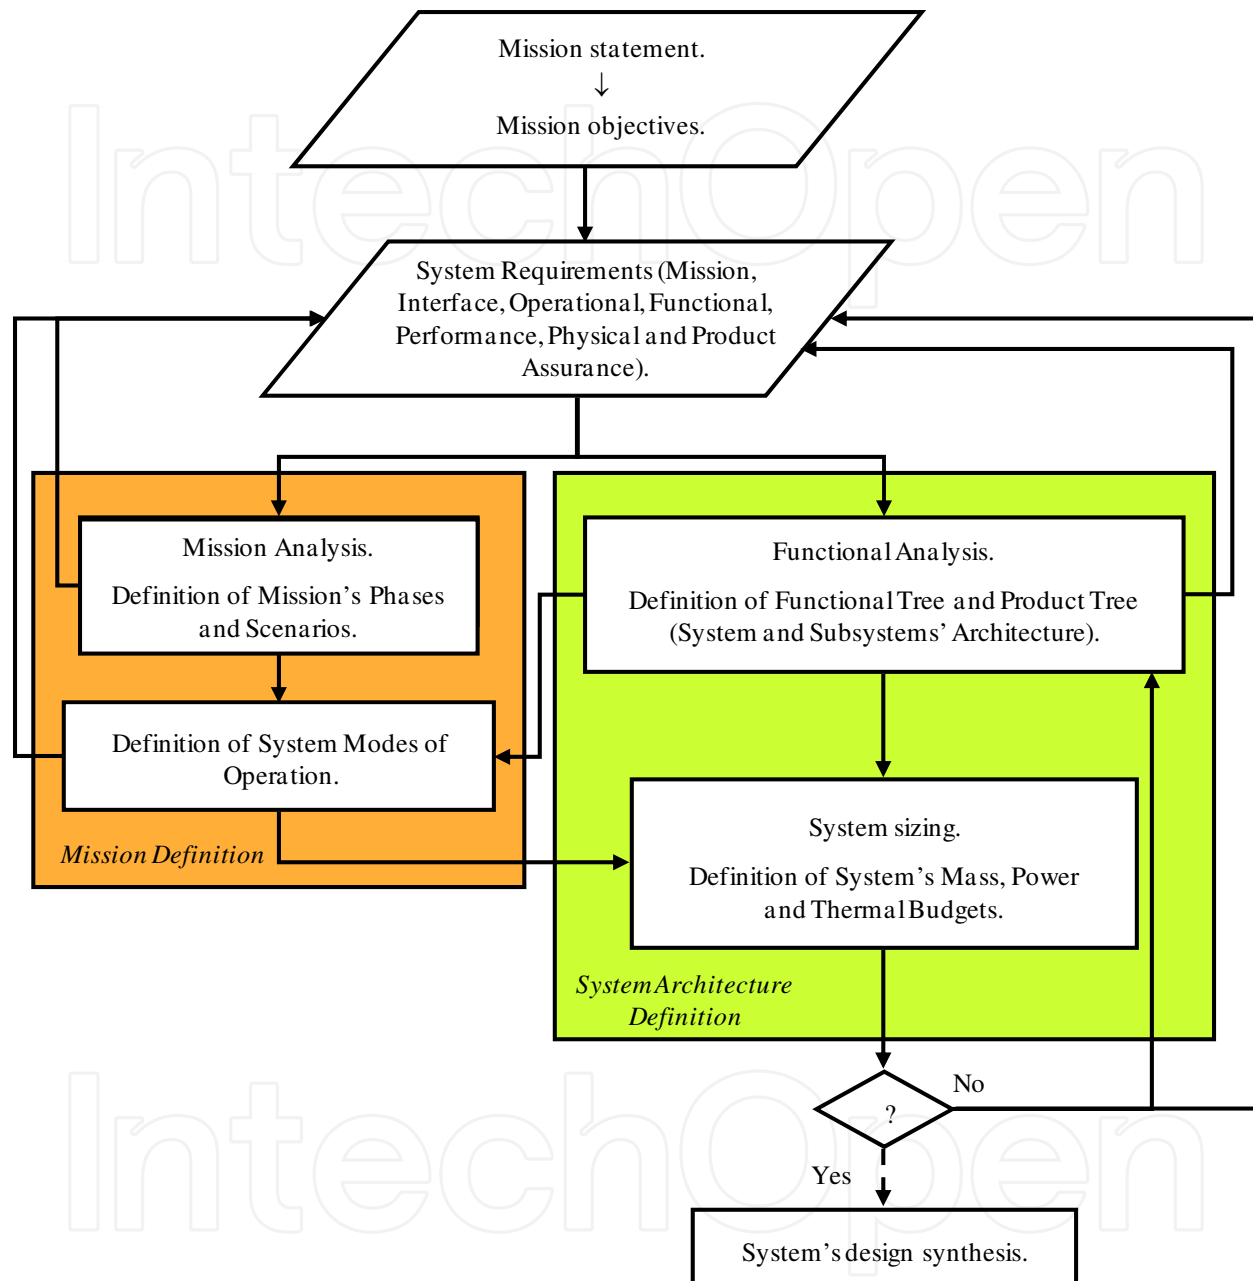 Mission statement.
↓
Mission objectives.
System Requirements (Mission,
Interface, Operational, Functional,
Performance, Physical and Product
Assurance).
Mission Analysis.
Definition of Mission's Phases
and Scenarios.
Functional Analysis.
Definition of Functional Tree and Product Tree
(System and Subsystems' Architecture).
Definition of System Modes of
Operation.
Mission Definition
System sizing.
Definition of System's Mass, Power
and Thermal Budgets.
System Architecture
Definition
No
?
Yes
System's design synthesis.
IntechOpen
IntechOpen